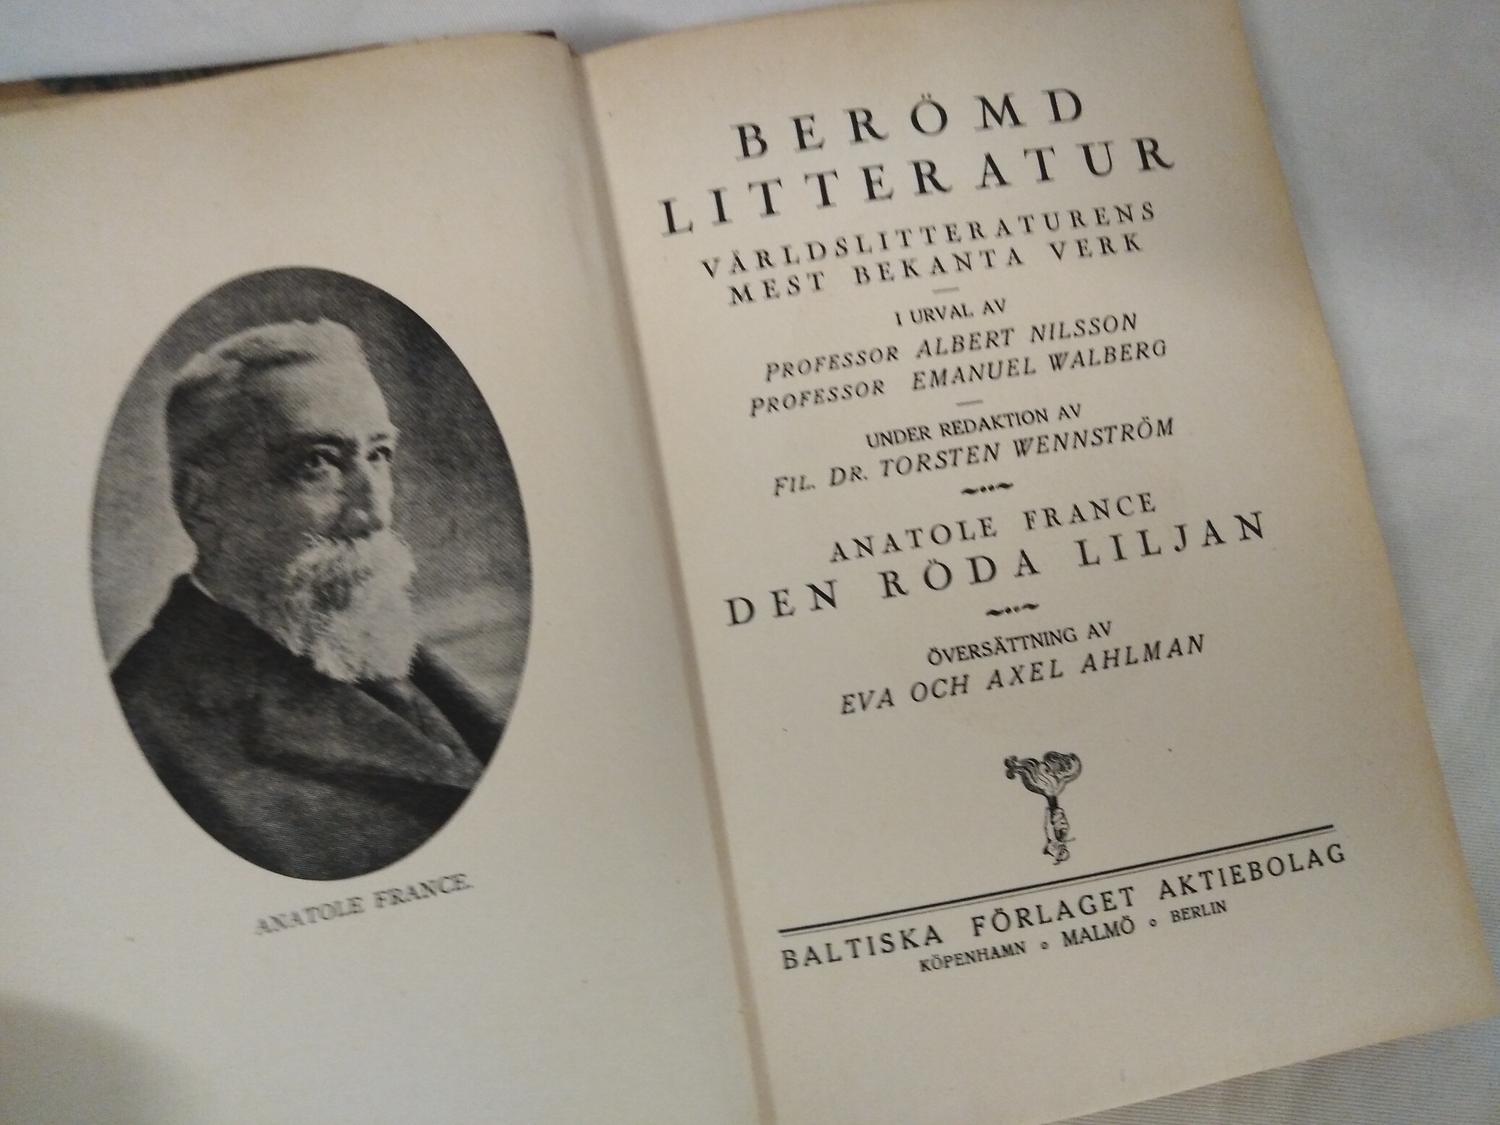 ANATOLE FRANCE.
BERÖMD
LITTERATUR
VÄRLDSLITTERATURENS
MEST BEKANTA VERK
I URVAL AV
PROFESSOR ALBERT NILSSON
PROFESSOR EMANUEL WALBERG
UNDER REDAKTION AV
FIL. DR. TORSTEN WENNSTRÖM
ANATOLE FRANCE
DEN RÖDA LILJAN
ÖVERSÄTTNING AV
EVA OCH AXEL AHLMAN
BALTISKA FÖRLAGET AKTIEBOLAG
KÖPENHAMN ∘ MALMÖ ∘ BERLIN